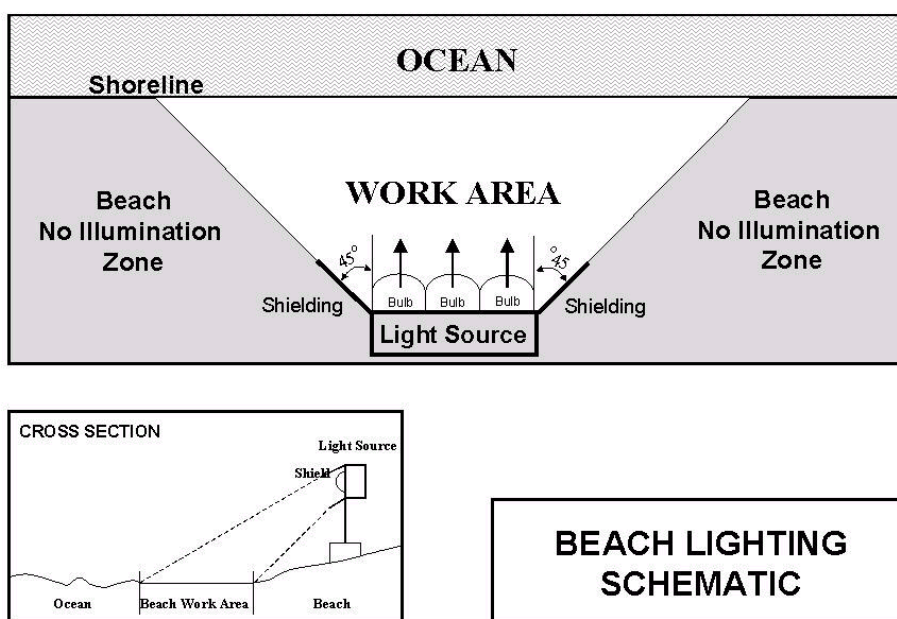 OCEAN
Shoreline
WORK AREA
Beach
No Illumination
Zone
Beach
No Illumination
Zone
45°
°45
Shielding
Bulb
Bulb
Bulb
Shielding
Light Source
CROSS SECTION
Light Source
Shield
Ocean
Beach Work Area
Beach
BEACH LIGHTING
SCHEMATIC